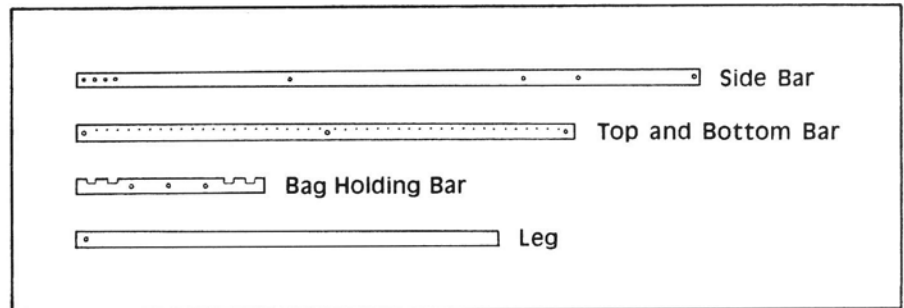 Side Bar
Top and Bottom Bar
Bag Holding Bar
Leg